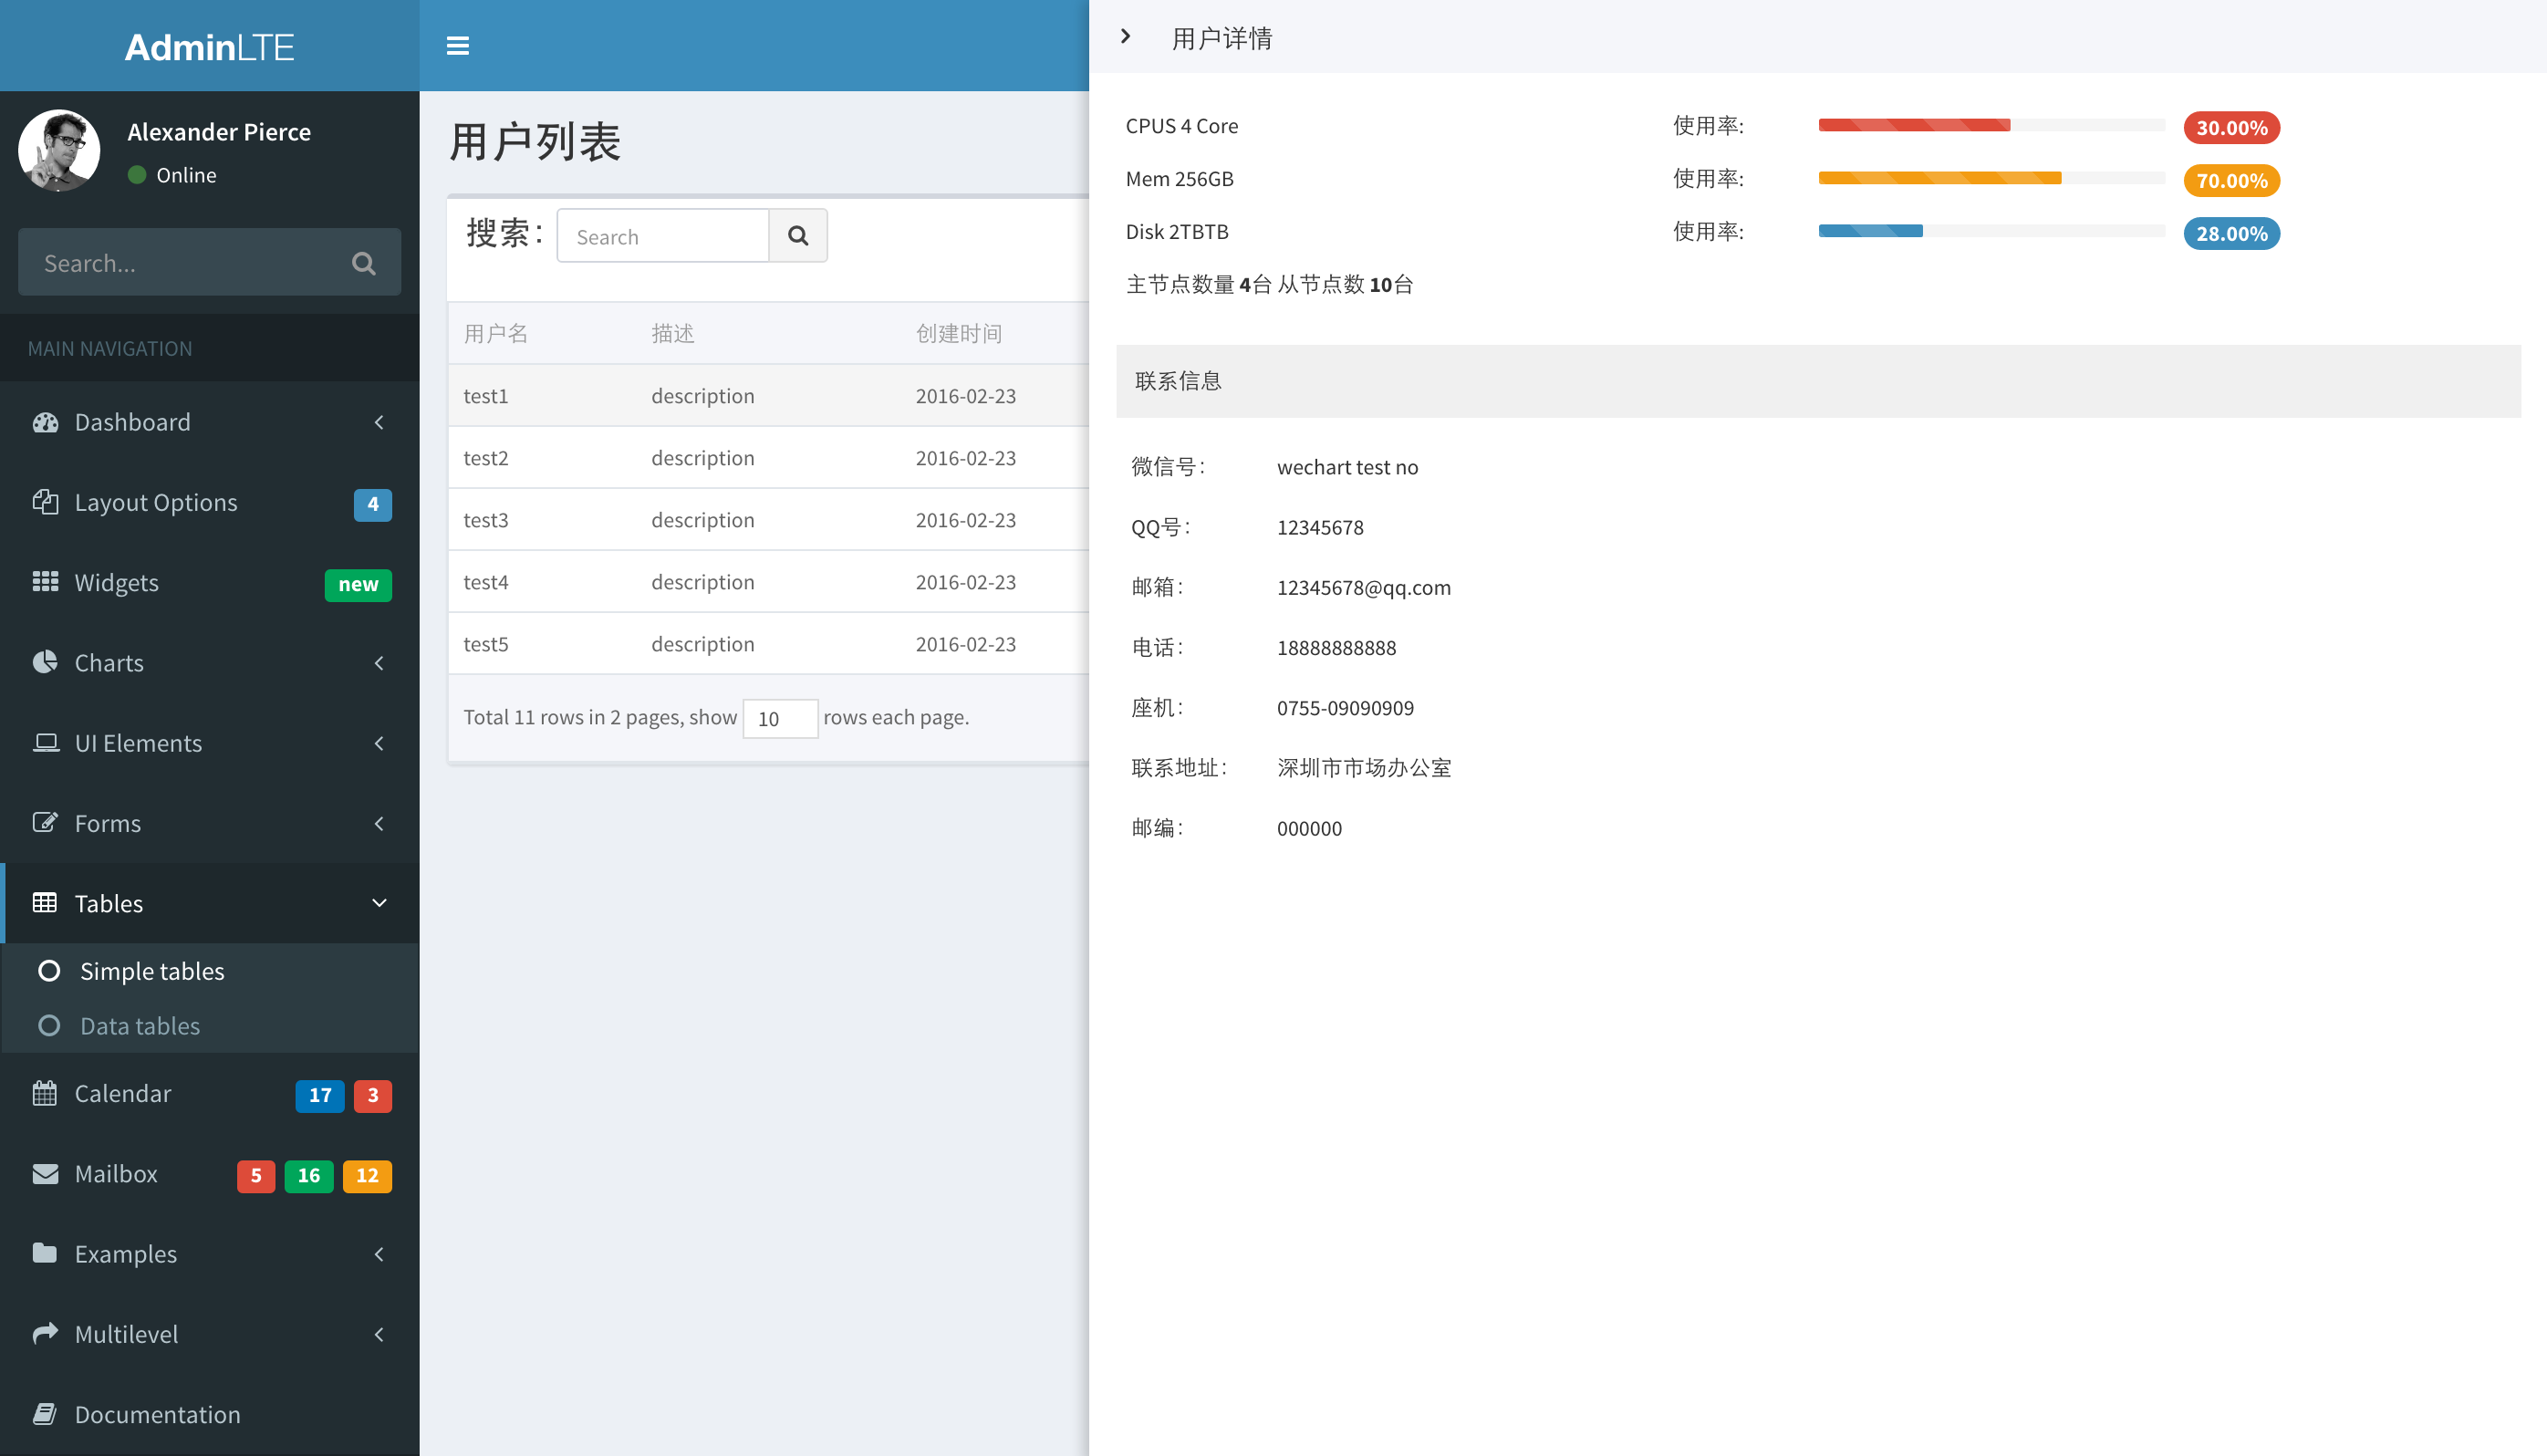 AdminLTE
Alexander Pierce
Online
Search...
MAIN NAVIGATION
Dashboard
Layout Options 4
Widgets new
Charts
UI Elements
Forms
Tables
Simple tables
Data tables
Calendar 17 3
Mailbox 5 16 12
Examples
Multilevel
Documentation
用户列表
搜索: Search
用户名 描述 创建时间
test1 description 2016-02-23
test2 description 2016-02-23
test3 description 2016-02-23
test4 description 2016-02-23
test5 description 2016-02-23
Total 11 rows in 2 pages, show 10 rows each page.
用户详情
CPUS 4 Core 使用率: 30.00%
Mem 256GB 使用率: 70.00%
Disk 2TBTB 使用率: 28.00%
主节点数量 4台 从节点数 10台
联系信息
微信号: wechart test no
QQ号: 12345678
邮箱: 12345678@qq.com
电话: 18888888888
座机: 0755-09090909
联系地址: 深圳市市场办公室
邮编: 000000